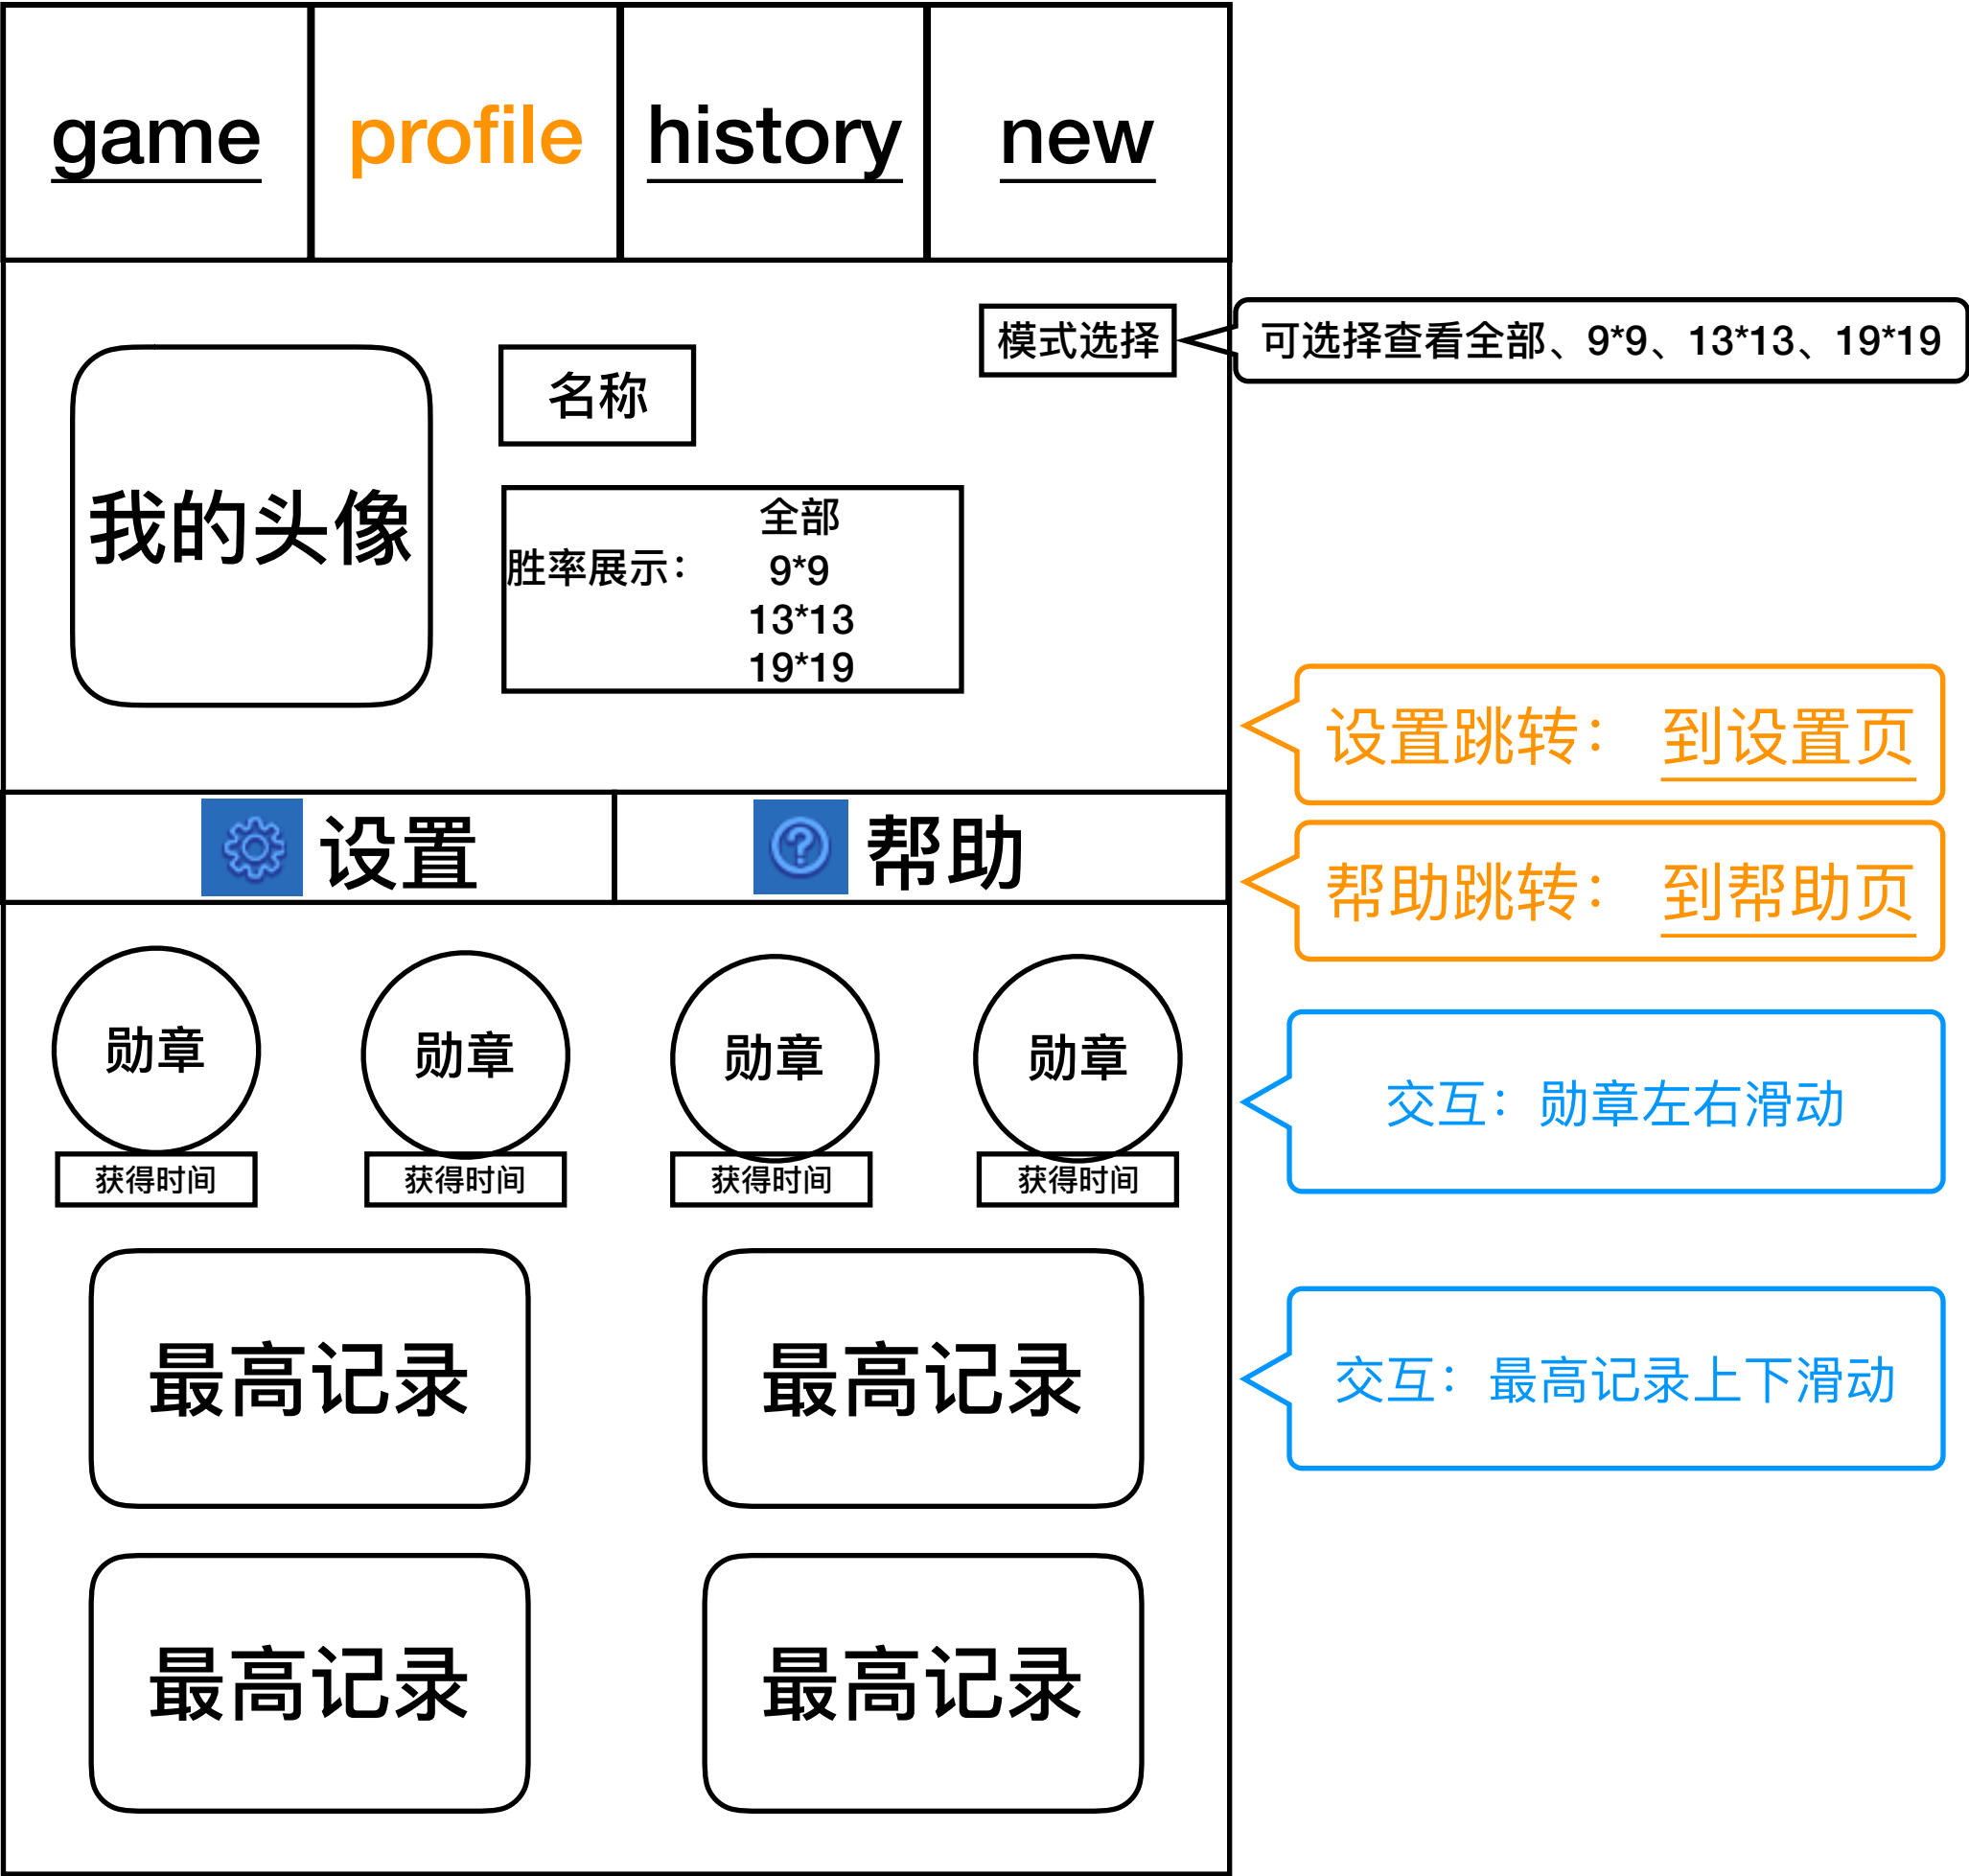 game
profile
history
new
模式选择
可选择查看全部、9*9、13*13、19*19
我的头像
名称
胜率展示：
全部
9*9
13*13
19*19
设置跳转： 到设置页
设置
帮助
帮助跳转： 到帮助页
勋章
勋章
勋章
勋章
交互：勋章左右滑动
获得时间
获得时间
获得时间
获得时间
最高记录
最高记录
交互：最高记录上下滑动
最高记录
最高记录